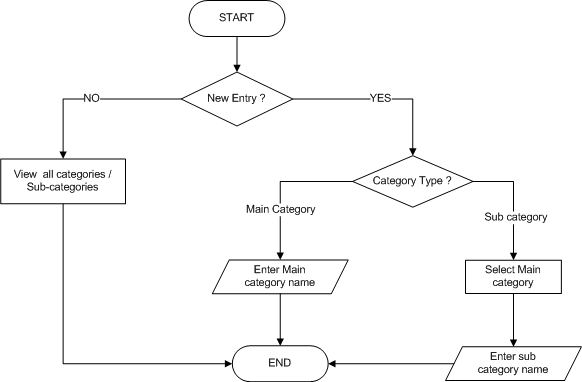 START
New Entry ?
NO
YES
View all categories /
Sub-categories
Category Type ?
Main Category
Sub category
Enter Main
category name
Select Main
category
END
Enter sub
category name